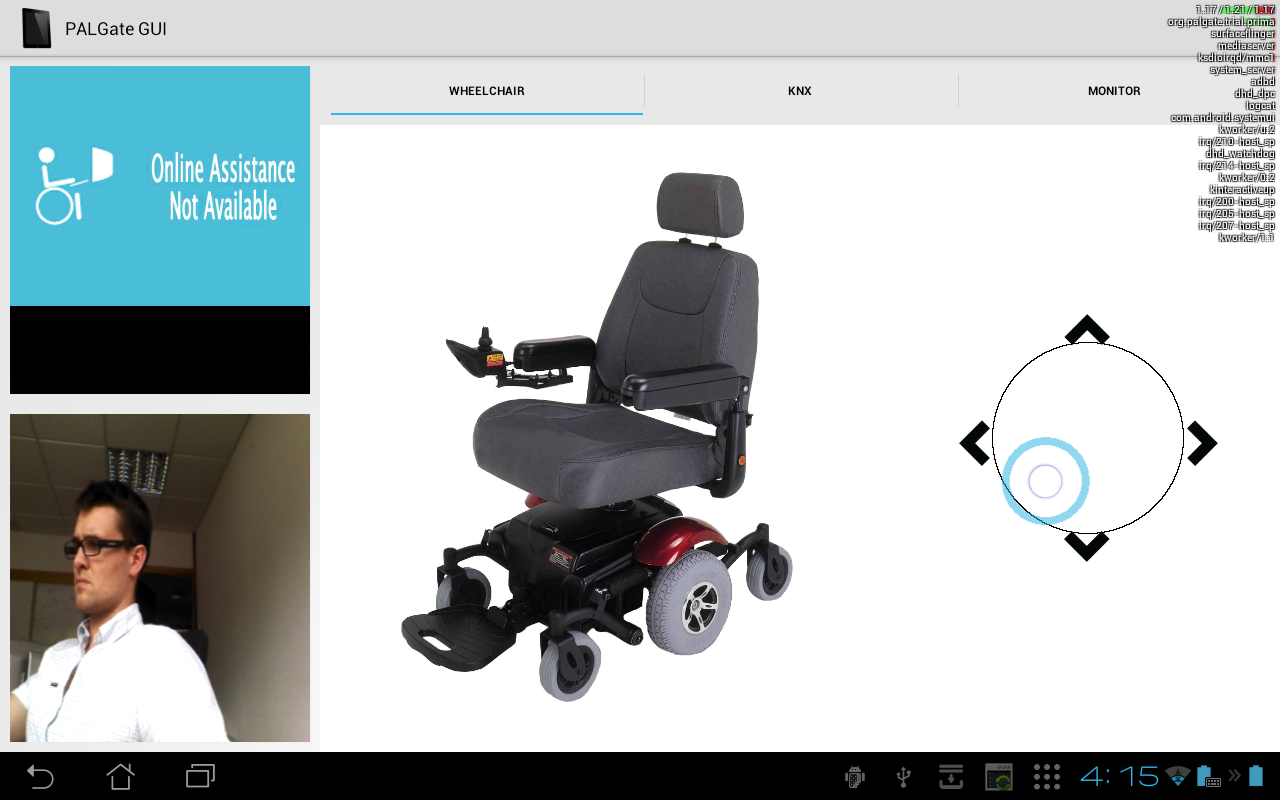 PALGate GUI
1.17 / 1.21 / 1.17
org.palgate.trial.prima
surfaceflinger
mediaserver
ksdioirqd/mmc1
system_server
adbd
dhd_dpc
logcat
com.android.systemui
kworker/u:2
irq/210-host_sp
dhd_watchdog
irq/214-host_sp
kworker/0:2
kinteractiveup
irq/200-host_sp
irq/205-host_sp
irq/207-host_sp
kworker/1:1
Online Assistance
Not Available
WHEELCHAIR
KNX
MONITOR
4:15